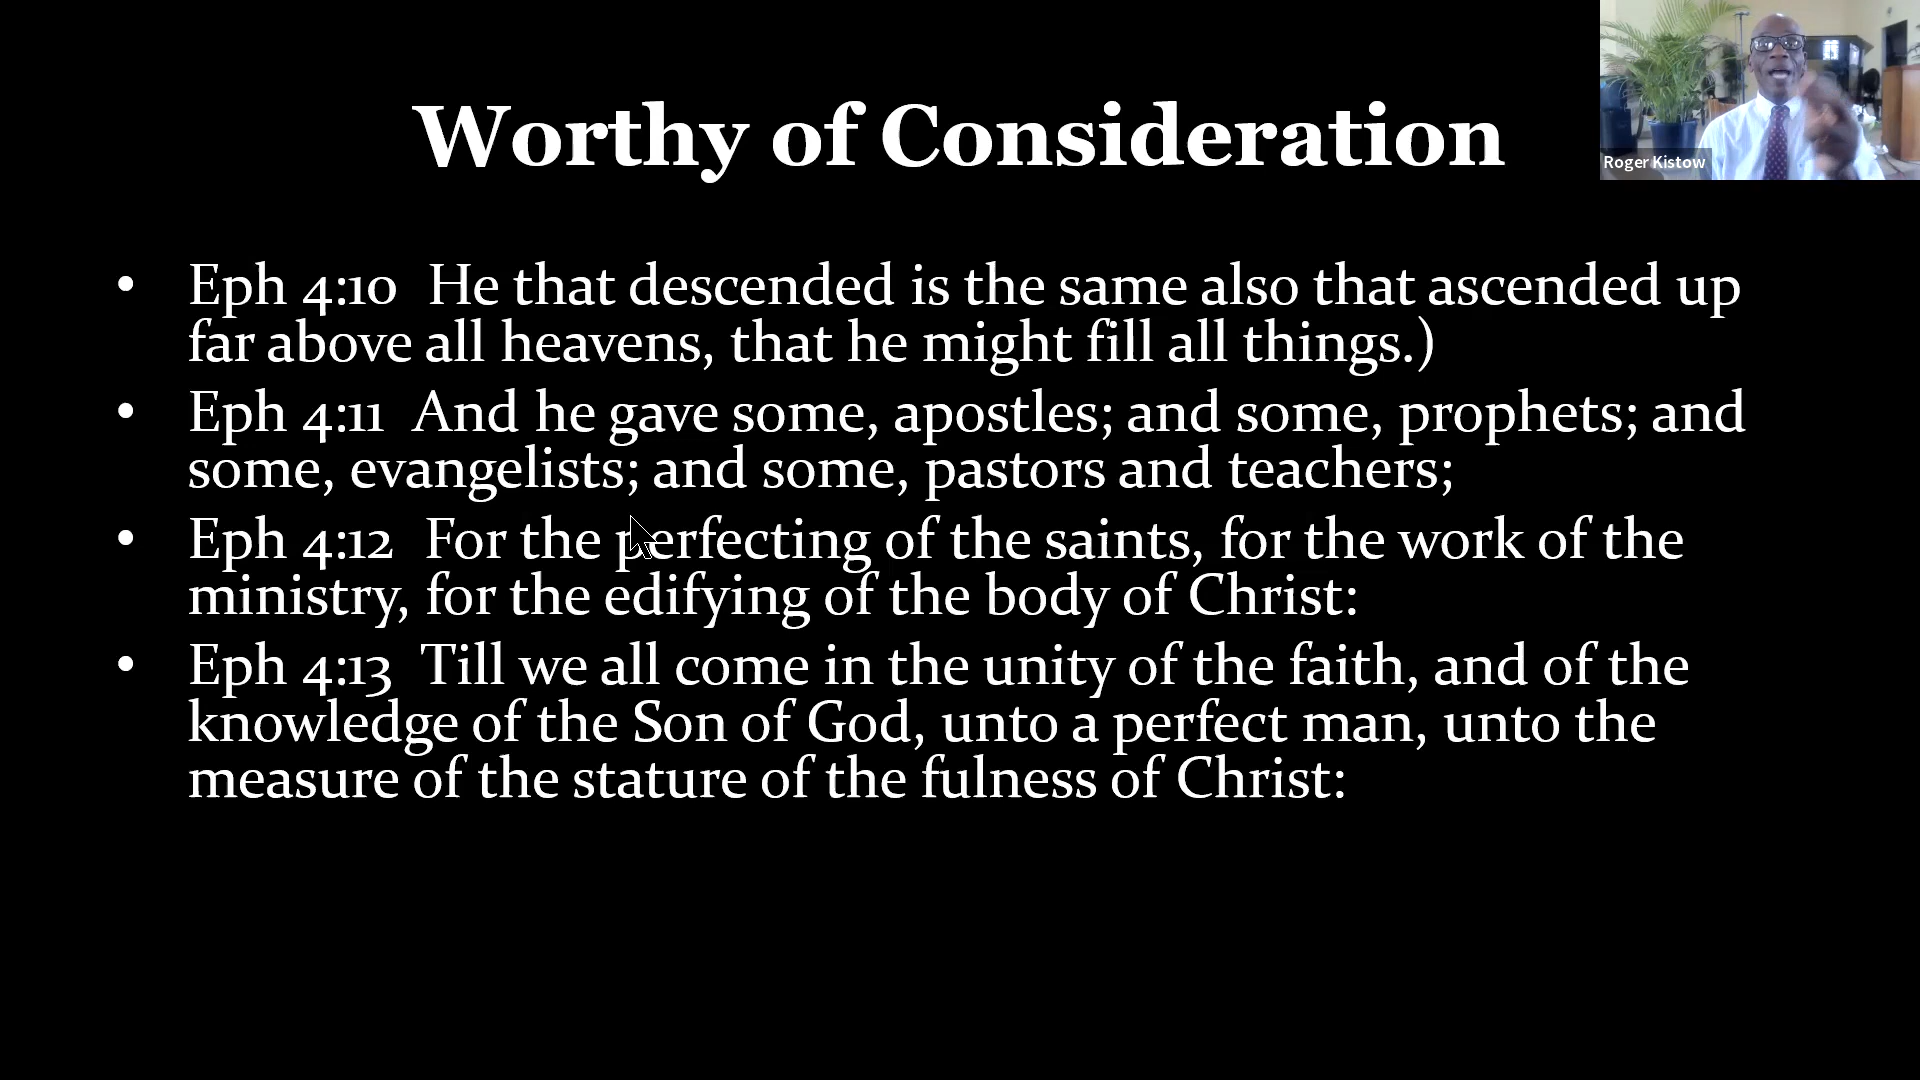 Worthy of Consideration
Roger Kistow
• Eph 4:10 He that descended is the same also that ascended up
far above all heavens, that he might fill all things.)
• Eph 4:11 And he gave some, apostles; and some, prophets; and
some, evangelists; and some, pastors and teachers;
• Eph 4:12 For the perfecting of the saints, for the work of the
ministry, for the edifying of the body of Christ:
• Eph 4:13 Till we all come in the unity of the faith, and of the
knowledge of the Son of God, unto a perfect man, unto the
measure of the stature of the fulness of Christ: